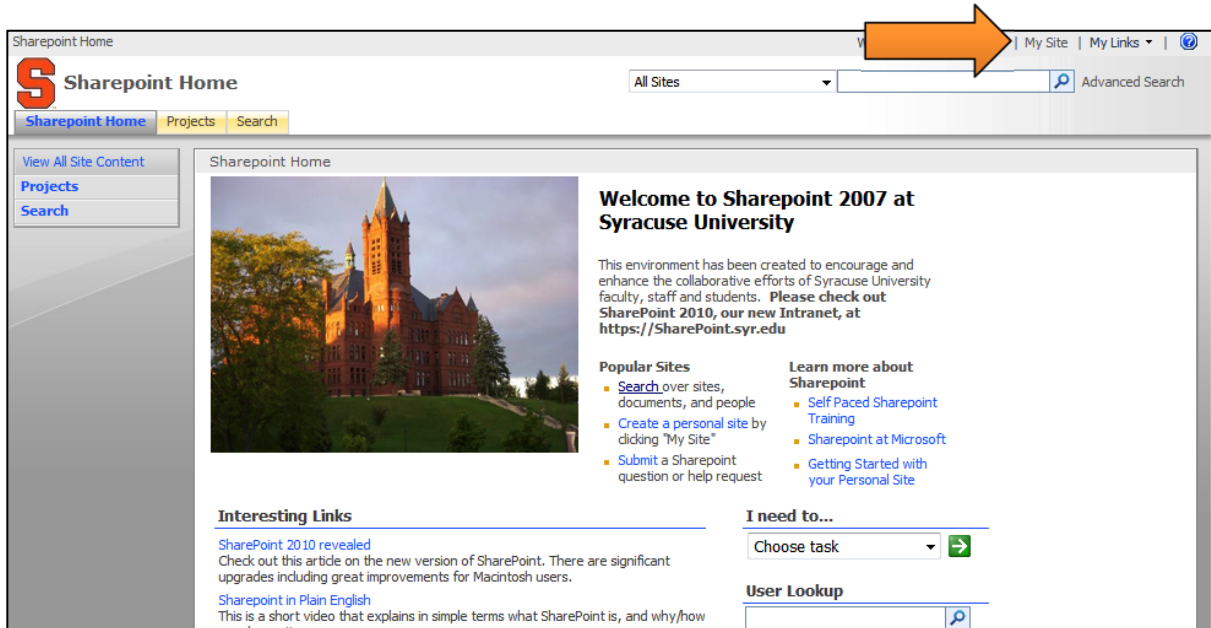 Sharepoint Home
| My Site | My Links |
S Sharepoint Home
All Sites
Advanced Search
Sharepoint Home Projects Search
View All Site Content
Projects
Search
Sharepoint Home
Welcome to Sharepoint 2007 at
Syracuse University
This environment has been created to encourage and
enhance the collaborative efforts of Syracuse University
faculty, staff and students. Please check out
SharePoint 2010, our new Intranet, at
https://SharePoint.syr.edu
Popular Sites
Search over sites,
documents, and people
Create a personal site by
clicking "My Site"
Submit a Sharepoint
question or help request
Learn more about
Sharepoint
Self Paced Sharepoint
Training
Sharepoint at Microsoft
Getting Started with
your Personal Site
Interesting Links
SharePoint 2010 revealed
Check out this article on the new version of SharePoint. There are significant
upgrades including great improvements for Macintosh users.
Sharepoint in Plain English
This is a short video that explains in simple terms what SharePoint is, and why/how
I need to...
Choose task
User Lookup